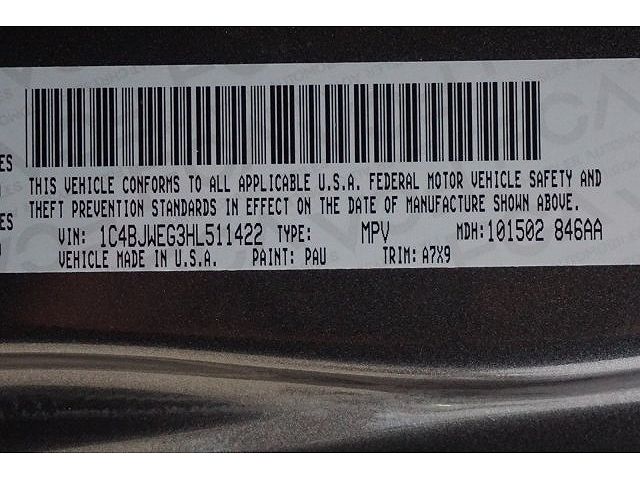 THIS VEHICLE CONFORMS TO ALL APPLICABLE U.S.A. FEDERAL MOTOR VEHICLE SAFETY AND
THEFT PREVENTION STANDARDS IN EFFECT ON THE DATE OF MANUFACTURE SHOWN ABOVE.
VIN: 1C4BJWEG3HL511422 TYPE: MPV MDH: 101502 846AA
VEHICLE MADE IN U.S.A. PAINT: PAU TRIM: A7X9